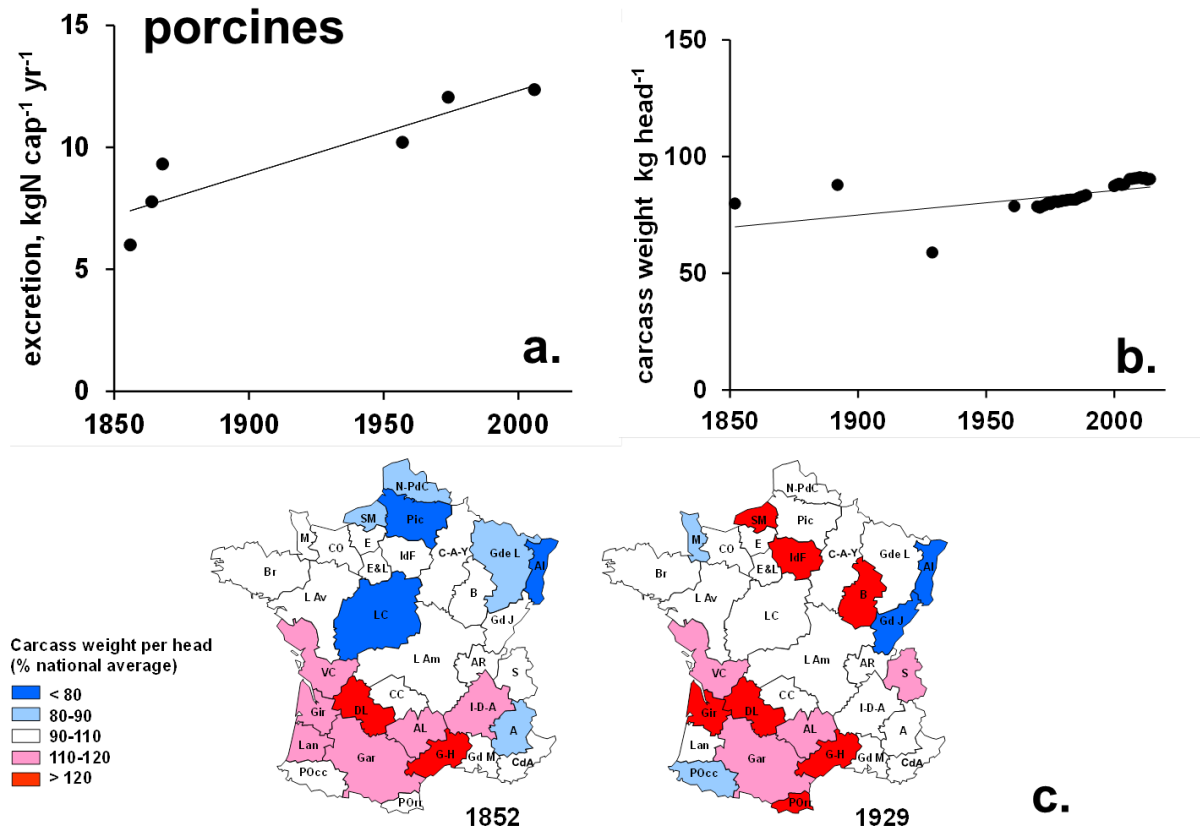 porcines
15
10
5
0
excretion, kgN cap⁻¹ yr⁻¹
1850
1900
1950
2000
a.
150
100
50
0
carcass weight kg head⁻¹
1850
1900
1950
2000
b.
N-PdC
SM
Pic
M
CO
E
IdF
C-A-Y
Gde L
Al
Br
E&L
L Av
B
LC
Gd J
L Am
AR
S
VC
CC
DL
I-D-A
Gir
AL
A
Lan
Gar
G-H
Gd M
CdA
POcc
POrr
1852
Carcass weight per head
(% national average)
< 80
80-90
90-110
110-120
> 120
N-PdC
SM
Pic
M
CO
E
IdF
C-A-Y
Gde L
Al
Br
E&L
L Av
B
LC
Gd J
L Am
AR
S
VC
CC
DL
I-D-A
Gir
AL
A
Lan
Gar
G-H
Gd M
CdA
POcc
POrr
1929
c.